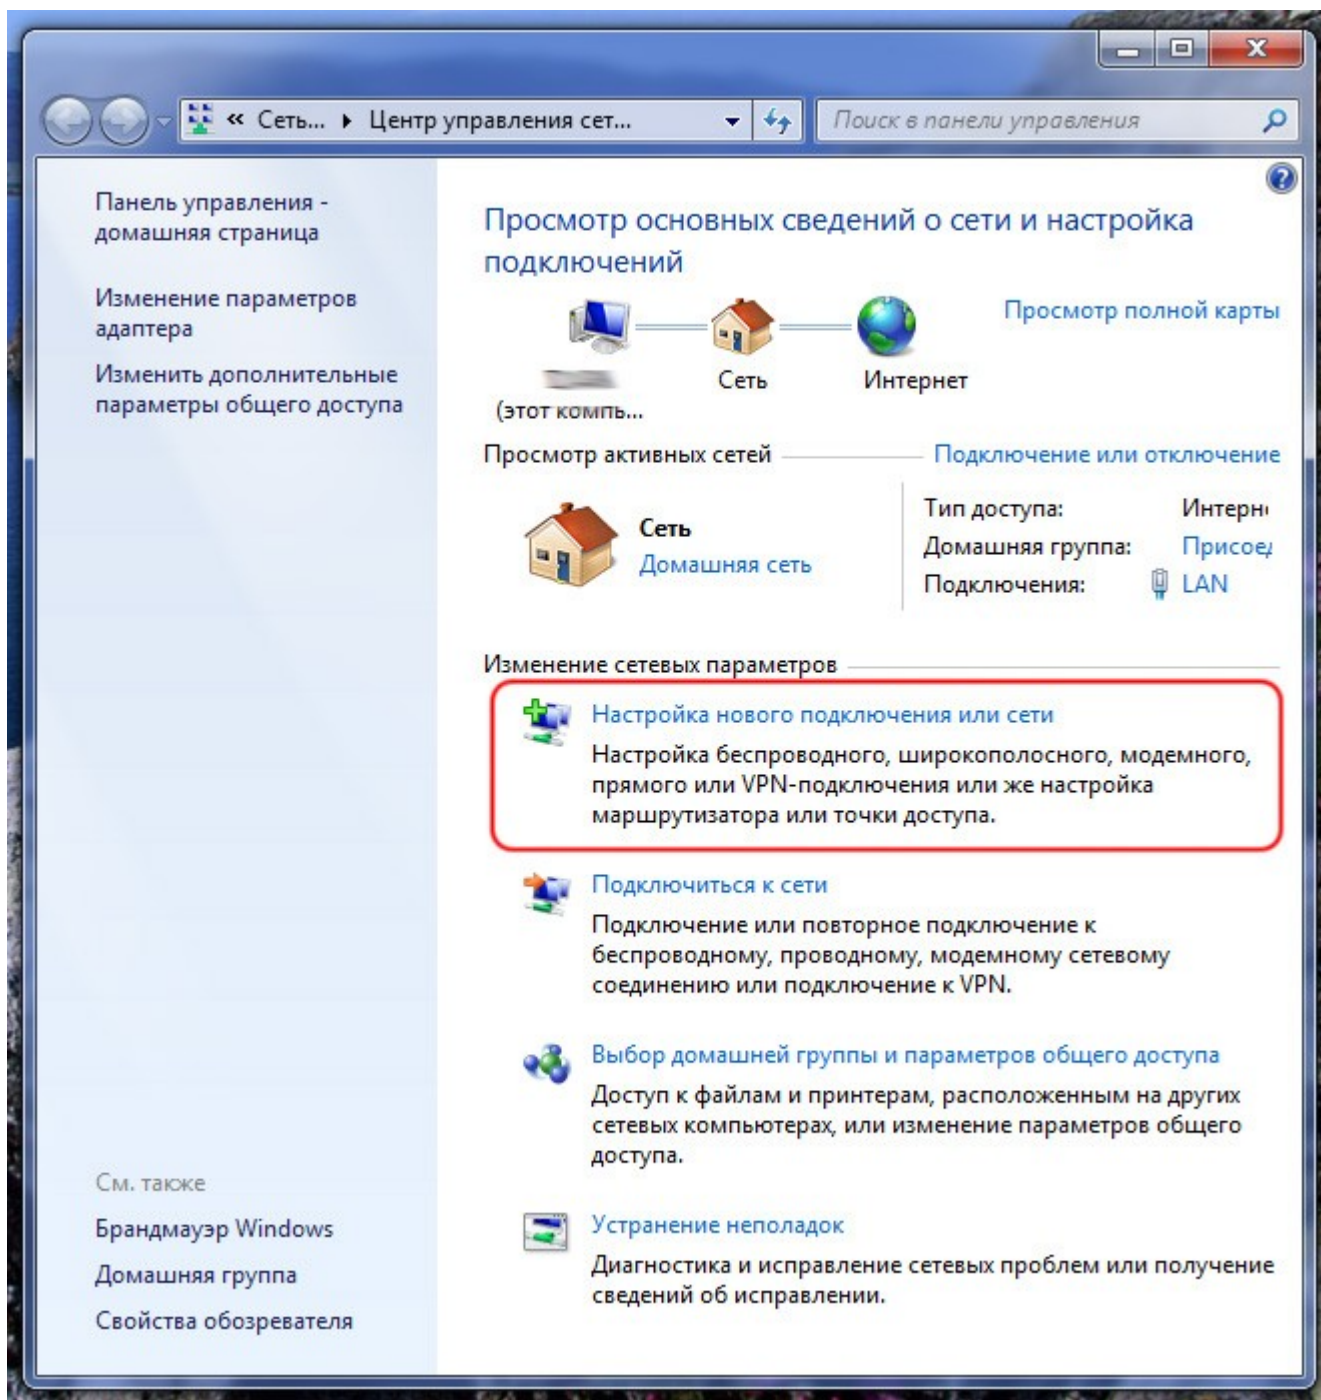 « Сеть... Центр управления сет...
Поиск в панели управления
Панель управления -
домашняя страница
Изменение параметров
адаптера
Изменить дополнительные
параметры общего доступа
Просмотр основных сведений о сети и настройка
подключений
Просмотр полной карты
Сеть
Интернет
(этот компь...
Просмотр активных сетей
Подключение или отключение
Сеть
Домашняя сеть
Тип доступа:
Домашняя группа:
Подключения: LAN
Изменение сетевых параметров
Настройка нового подключения или сети
Настройка беспроводного, широкополосного, модемного,
прямого или VPN-подключения или же настройка
маршрутизатора или точки доступа.
Подключиться к сети
Подключение или повторное подключение к
беспроводному, проводному, модемному сетевому
соединению или подключение к VPN.
Выбор домашней группы и параметров общего доступа
Доступ к файлам и принтерам, расположенным на других
сетевых компьютерах, или изменение параметров общего
доступа.
Устранение неполадок
Диагностика и исправление сетевых проблем или получение
сведений об исправлении.
См. также
Брандмауэр Windows
Домашняя группа
Свойства обозревателя